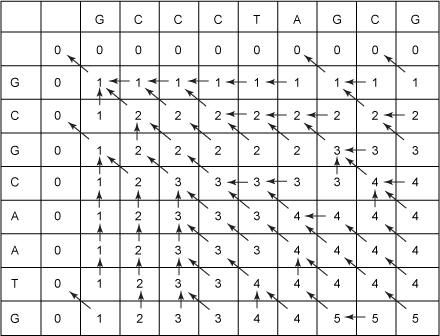 G C C C T A G C G
0 0 0 0 0 0 0 0 0 0
G 0 1 1 1 1 1 1 1 1 1
C 0 1 2 2 2 2 2 2 2 2
G 0 1 2 2 2 2 2 3 3 3
C 0 1 2 3 3 3 3 3 4 4
A 0 1 2 3 3 3 4 4 4 4
A 0 1 2 3 3 3 4 4 4 4
T 0 1 2 3 3 4 4 4 4 4
G 0 1 2 3 3 4 4 5 5 5